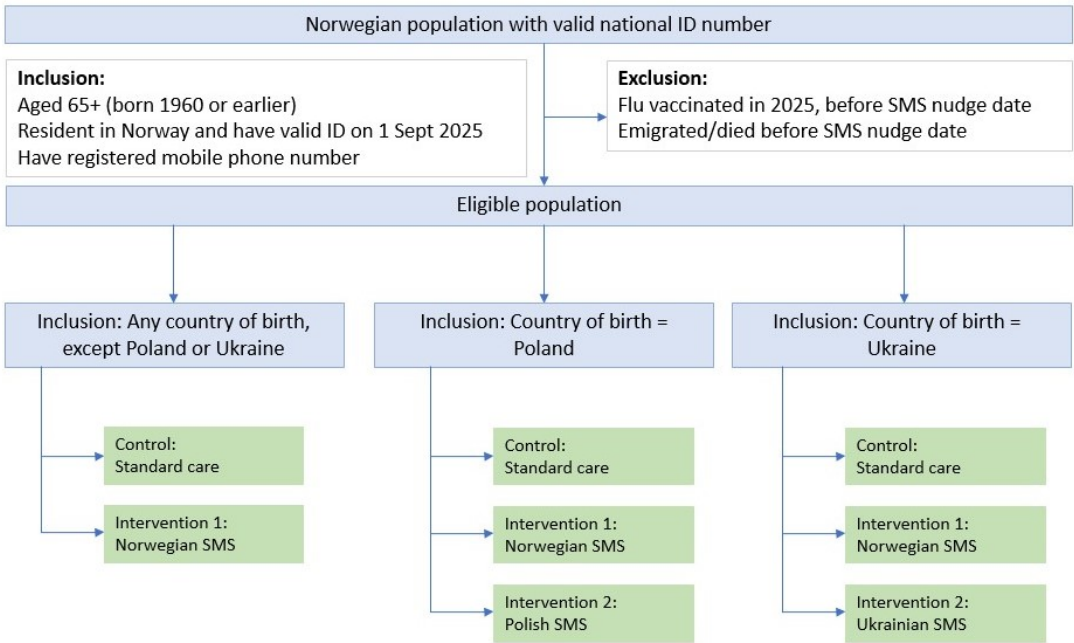 Norwegian population with valid national ID number
Inclusion:
Aged 65+ (born 1960 or earlier)
Resident in Norway and have valid ID on 1 Sept 2025
Have registered mobile phone number
Exclusion:
Flu vaccinated in 2025, before SMS nudge date
Emigrated/died before SMS nudge date
Eligible population
Inclusion: Any country of birth,
except Poland or Ukraine
Control:
Standard care
Intervention 1:
Norwegian SMS
Inclusion: Country of birth =
Poland
Control:
Standard care
Intervention 1:
Norwegian SMS
Intervention 2:
Polish SMS
Inclusion: Country of birth =
Ukraine
Control:
Standard care
Intervention 1:
Norwegian SMS
Intervention 2:
Ukrainian SMS